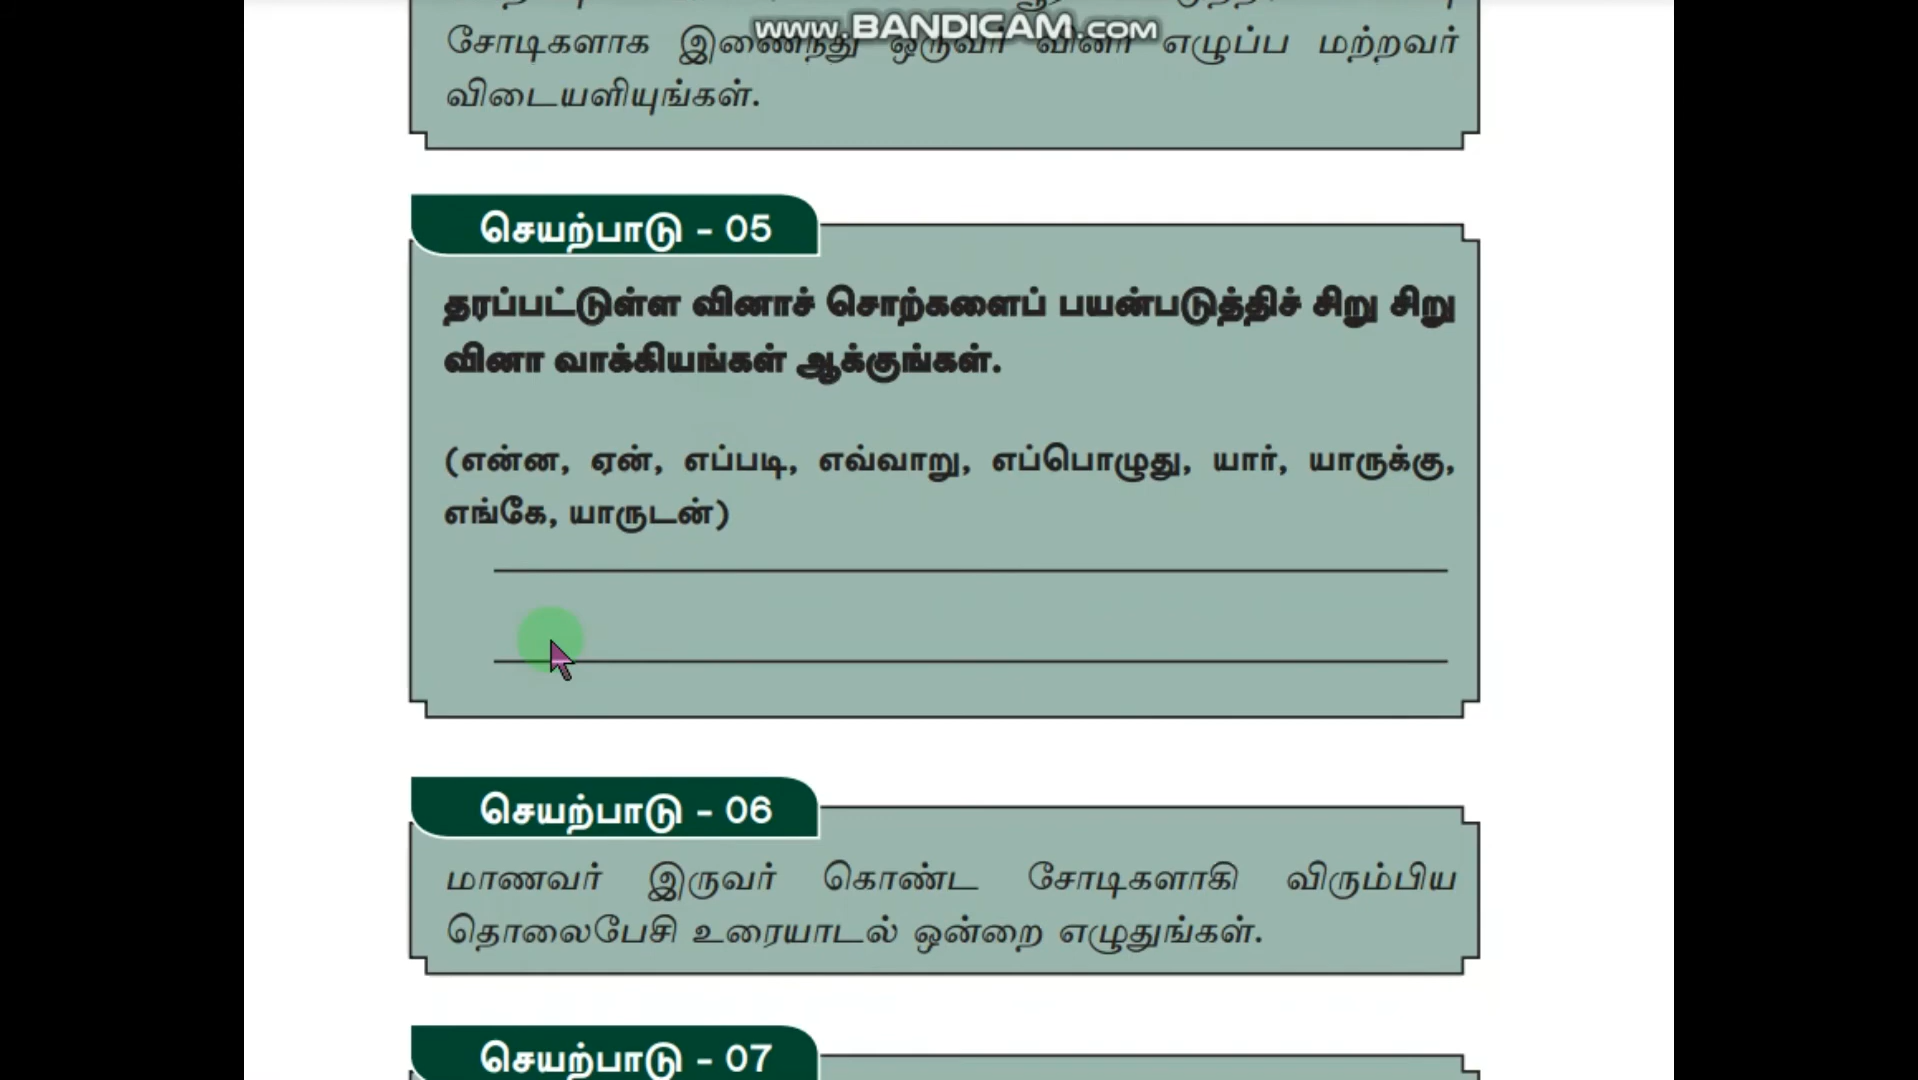 www.BANDICAM.com
சோடிகளாக இணைந்து ஒருவர் வினா எழுப்ப மற்றவர்
விடையளியுங்கள்.
செயற்பாடு - 05
தரப்பட்டுள்ள வினாச் சொற்களைப் பயன்படுத்திச் சிறு சிறு
வினா வாக்கியங்கள் ஆக்குங்கள்.
(என்ன, ஏன், எப்படி, எவ்வாறு, எப்பொழுது, யார், யாருக்கு,
எங்கே, யாருடன்)
செயற்பாடு - 06
மாணவர் இருவர் கொண்ட சோடிகளாகி விரும்பிய
தொலைபேசி உரையாடல் ஒன்றை எழுதுங்கள்.
செயற்பாடு - 07